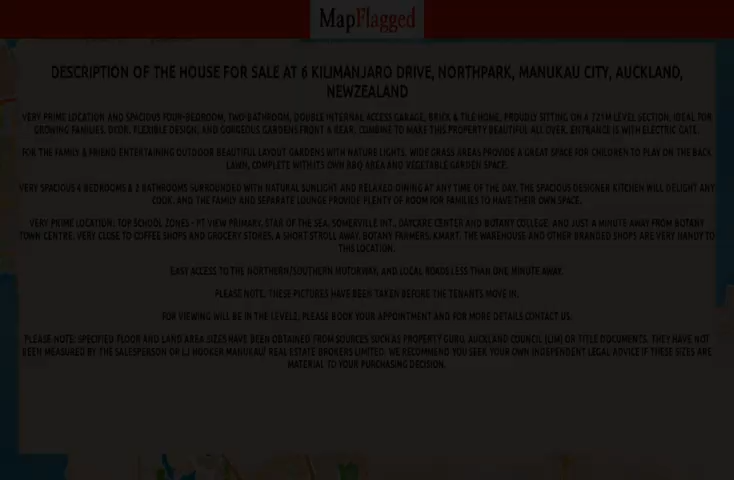 MapFlagged
DESCRIPTION OF THE HOUSE FOR SALE AT 6 KILIMANJARO DRIVE, NORTHPARK, MANUKAU CITY, AUCKLAND,
NEWZEALAND
VERY PRIME LOCATION AND SPACIOUS FOUR-BEDROOM, TWO-BATHROOM, DOUBLE INTERNAL ACCESS GARAGE, BRICK & TILE HOME, PROUDLY SITTING ON A 721M LEVEL SECTION, IDEAL FOR
GROWING FAMILIES. DECOR, FLEXIBLE DESIGN, AND GORGEOUS GARDENS FRONT & REAR, COMBINE TO MAKE THIS PROPERTY BEAUTIFUL ALL OVER. ENTRANCE IS WITH ELECTRIC GATE.
FOR THE FAMILY & FRIEND ENTERTAINING OUTDOOR BEAUTIFUL LAYOUT GARDENS WITH NATURE LIGHTS. WIDE GRASS AREAS PROVIDE A GREAT SPACE FOR CHILDREN TO PLAY ON THE BACK
LAWN, COMPLETE WITH ITS OWN BBQ AREA AND VEGETABLE GARDEN SPACE.
VERY SPACIOUS 4 BEDROOMS & 2 BATHROOMS SURROUNDED WITH NATURAL SUNLIGHT AND RELAXED DINING AT ANY TIME OF THE DAY, THE SPACIOUS DESIGNER KITCHEN WILL DELIGHT ANY
COOK, AND THE FAMILY AND SEPARATE LOUNGE PROVIDE PLENTY OF ROOM FOR FAMILIES TO HAVE THEIR OWN SPACE.
VERY PRIME LOCATION, TOP SCHOOL ZONES - PT VIEW PRIMARY, STAR OF THE SEA, SOMERVILLE INT., DAYCARE CENTER AND BOTANY COLLEGE, AND JUST A MINUTE AWAY FROM BOTANY
TOWN CENTRE, VERY CLOSE TO COFFEE SHOPS AND GROCERY STORES, A SHORT STROLL AWAY. BOTANY FARMERS, KMART, THE WAREHOUSE AND OTHER BRANDED SHOPS ARE VERY HANDY TO
THIS LOCATION.
EASY ACCESS TO THE NORTHERN/SOUTHERN MOTORWAY, AND LOCAL ROADS LESS THAN ONE MINUTE AWAY.
PLEASE NOTE, THESE PICTURES HAVE BEEN TAKEN BEFORE THE TENANTS MOVE IN.
FOR VIEWING WILL BE IN THE LEVEL2, PLEASE BOOK YOUR APPOINTMENT AND FOR MORE DETAILS CONTACT US.
PLEASE NOTE: SPECIFIED FLOOR AND LAND AREA SIZES HAVE BEEN OBTAINED FROM SOURCES SUCH AS PROPERTY GURU, AUCKLAND COUNCIL (LIM) OR TITLE DOCUMENTS. THEY HAVE NOT
BEEN MEASURED BY THE SALESPERSON OR LJ HOOKER MANUKAU/ REAL ESTATE BROKERS LIMITED. WE RECOMMEND YOU SEEK YOUR OWN INDEPENDENT LEGAL ADVICE IF THESE SIZES ARE
MATERIAL TO YOUR PURCHASING DECISION.